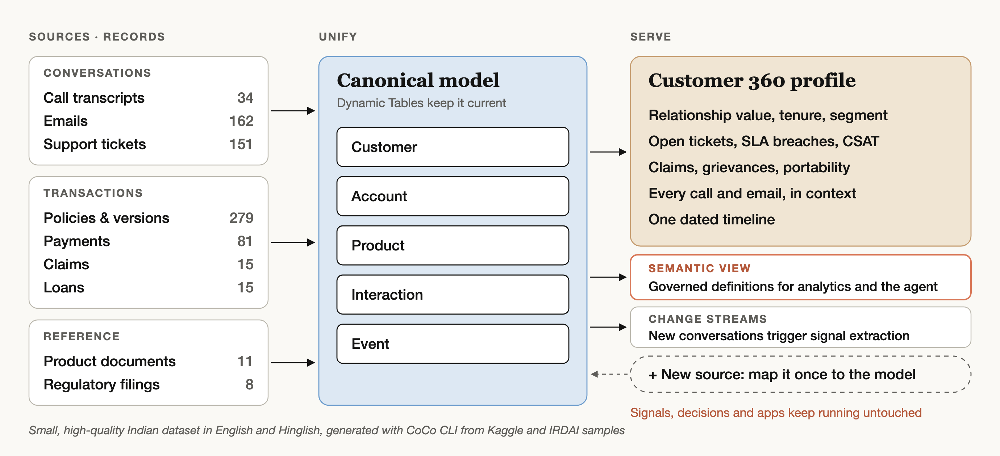 SOURCES · RECORDS
CONVERSATIONS
Call transcripts 34
Emails 162
Support tickets 151
TRANSACTIONS
Policies & versions 279
Payments 81
Claims 15
Loans 15
REFERENCE
Product documents 11
Regulatory filings 8
UNIFY
Canonical model
Dynamic Tables keep it current
Customer
Account
Product
Interaction
Event
SERVE
Customer 360 profile
Relationship value, tenure, segment
Open tickets, SLA breaches, CSAT
Claims, grievances, portability
Every call and email, in context
One dated timeline
SEMANTIC VIEW
Governed definitions for analytics and the agent
CHANGE STREAMS
New conversations trigger signal extraction
+ New source: map it once to the model
Signals, decisions and apps keep running untouched
Small, high-quality Indian dataset in English and Hinglish, generated with CoCo CLI from Kaggle and IRDAI samples